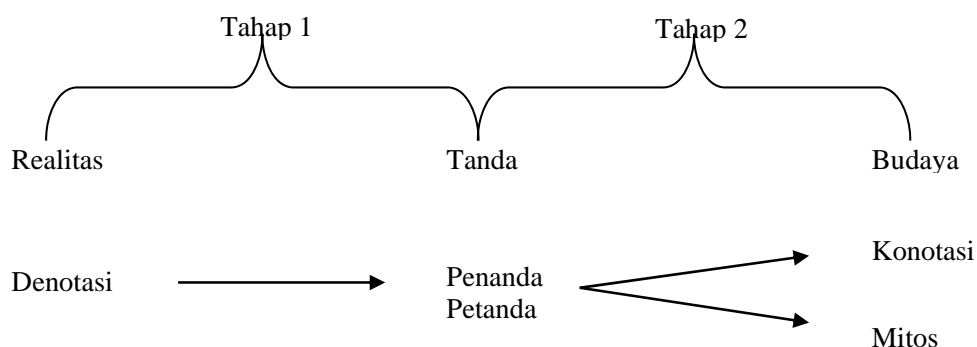 Tahap 1 Tahap 2
Realitas Tanda Budaya
Konotasi
Denotasi Penanda
Petanda
Mitos